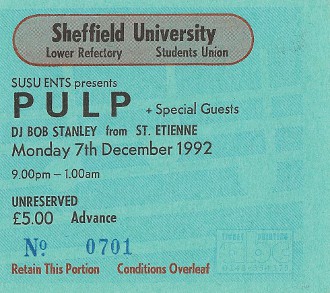 Sheffield University
Lower Refectory Students Union
SUSU ENTS presents
PULP + Special Guests
DJ BOB STANLEY from ST. ETIENNE
Monday 7th December 1992
9.00pm – 1.00am
UNRESERVED
£5.00 Advance
Nº 0701
Retain This Portion Conditions Overleaf